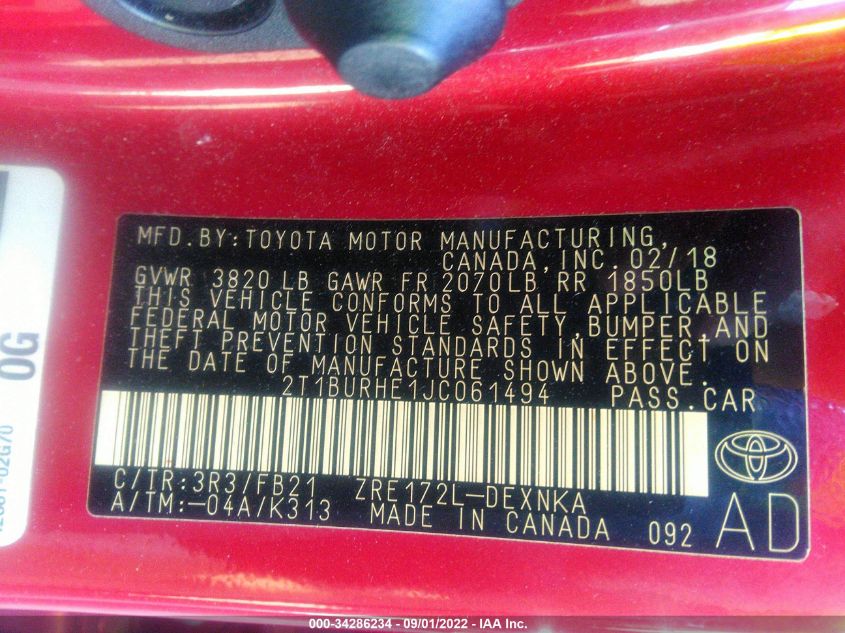 MFD.BY:TOYOTA MOTOR MANUFACTURING,
CANADA,INC. 02/18
GVWR 3820 LB GAWR FR 2070LB RR 1850LB
THIS VEHICLE CONFORMS TO ALL APPLICABLE
FEDERAL MOTOR VEHICLE SAFETY,BUMPER,AND
THEFT PREVENTION STANDARDS IN EFFECT ON
THE DATE OF MANUFACTURE SHOWN ABOVE.
2T1BURHE1JC061494 PASS.CAR
C/TR:3R3/FB21 ZRE172L-DEXNKA
A/TM:-04A/K313 MADE IN CANADA 092 AD
0G
000-34286234 - 09/01/2022 - IAA Inc.